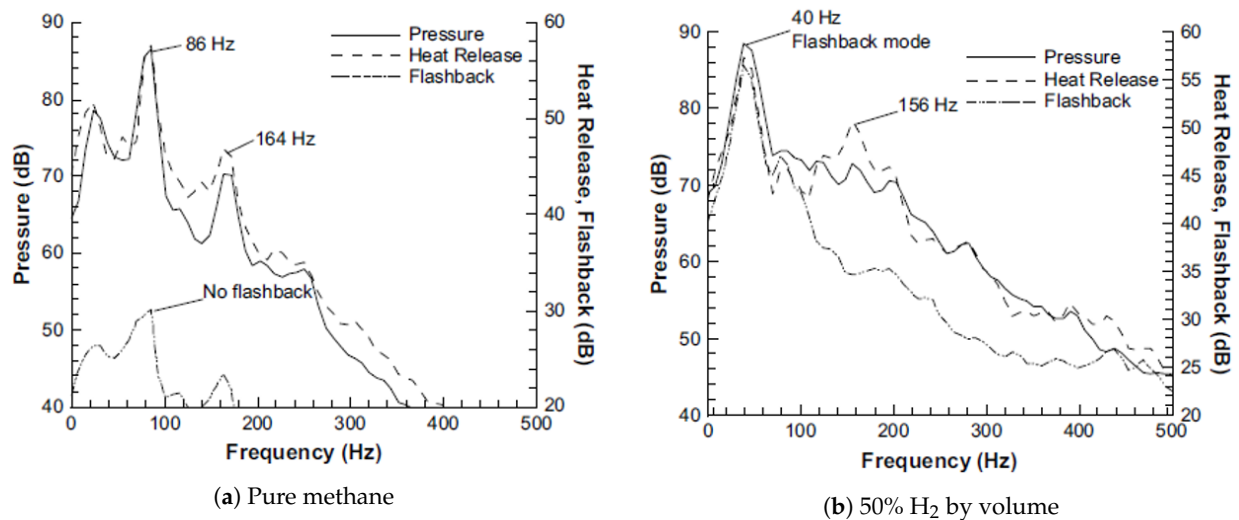 90
80
70
60
50
40
Pressure (dB)
60
50
40
30
20
Heat Release, Flashback (dB)
0
100
200
300
400
500
Frequency (Hz)
86 Hz
164 Hz
No flashback
Pressure
Heat Release
Flashback
(a) Pure methane
90
80
70
60
50
40
Pressure (dB)
60
55
50
45
40
35
30
25
20
Heat Release, Flashback (dB)
0
100
200
300
400
500
Frequency (Hz)
40 Hz
Flashback mode
156 Hz
Pressure
Heat Release
Flashback
(b) 50% H₂ by volume